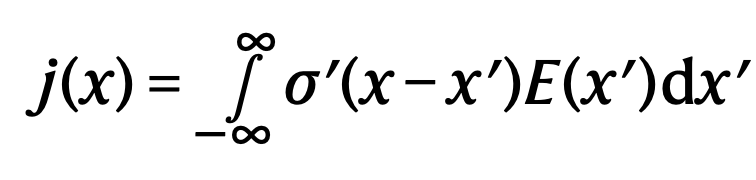 j(x) = ∫_{-∞}^{∞} σ′(x − x′)E(x′)dx′